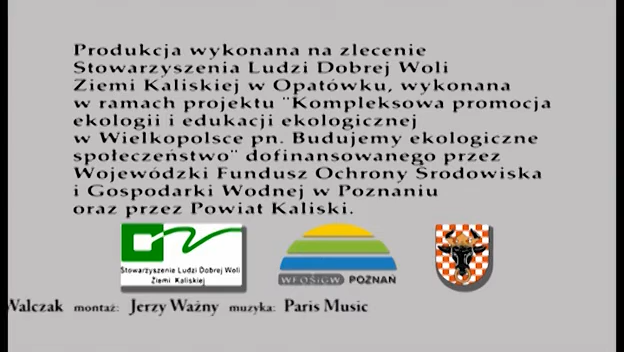 Produkcja wykonana na zlecenie
Stowarzyszenia Ludzi Dobrej Woli
Ziemi Kaliskiej w Opatówku, wykonana
w ramach projektu "Kompleksowa promocja
ekologii i edukacji ekologicznej
w Wielkopolsce pn. Budujemy ekologiczne
społeczeństwo" dofinansowanego przez
Wojewódzki Fundusz Ochrony Środowiska
i Gospodarki Wodnej w Poznaniu
oraz przez Powiat Kaliski.
Stowarzyszenie Ludzi Dobrej Woli
Ziemi Kaliskiej
WFOŚiGW POZNAŃ
Walczak montaż: Jerzy Ważny muzyka: Paris Music